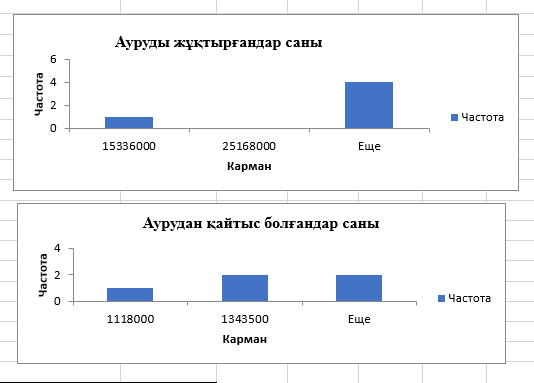 Ауруды жұқтырғандар саны
6
4
2
0
Частота
15336000 25168000 Еще
Карман
Частота
Аурудан қайтыс болғандар саны
4
2
0
Частота
1118000 1343500 Еще
Карман
Частота